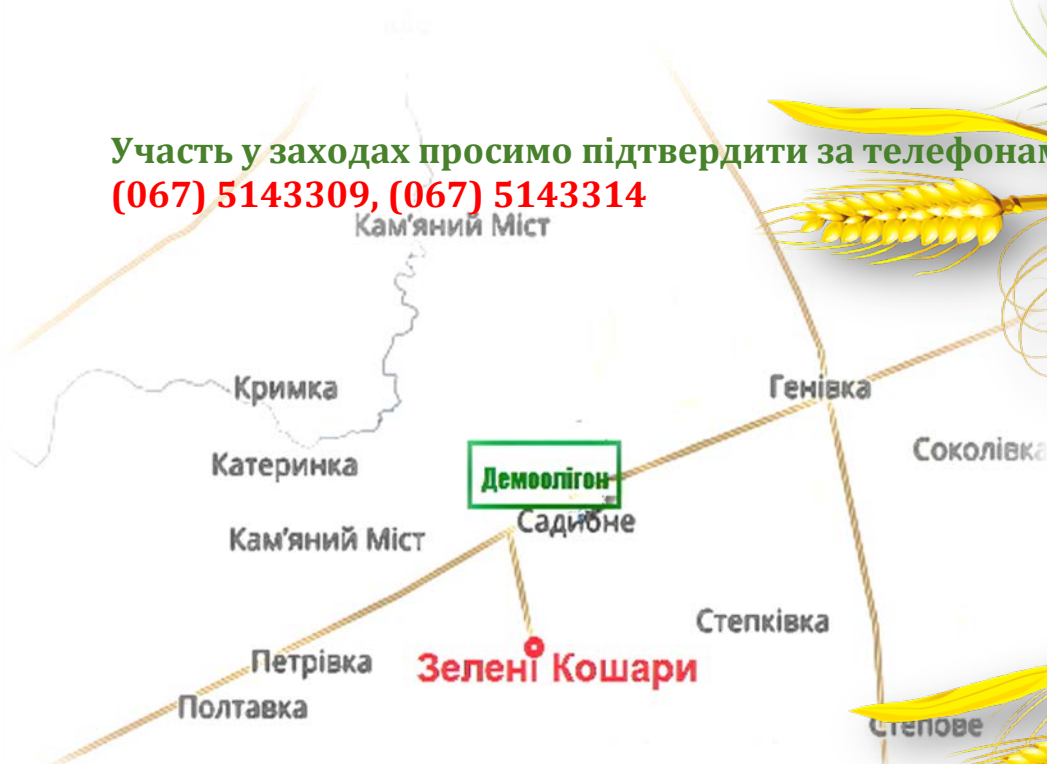 Участь у заходах просимо підтвердити за телефонам
(067) 5143309, (067) 5143314
Кам'яний Міст
Кримка
Генівка
Соколівка
Катеринка
Демоолігон
Садибне
Кам'яний Міст
Степківка
Петрівка
Зелені Кошари
Полтавка
Степове